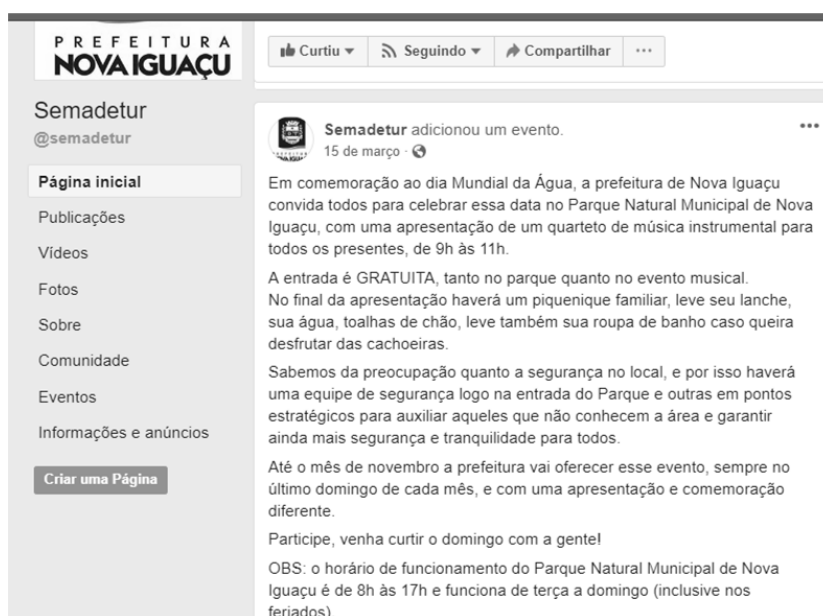 PREFEITURA
NOVA IGUAÇU
Curtiu
Seguindo
Compartilhar
Semadetur
@semadetur
Página inicial
Publicações
Vídeos
Fotos
Sobre
Comunidade
Eventos
Informações e anúncios
Criar uma Página
Semadetur adicionou um evento.
15 de março
Em comemoração ao dia Mundial da Água, a prefeitura de Nova Iguaçu
convida todos para celebrar essa data no Parque Natural Municipal de Nova
Iguaçu, com uma apresentação de um quarteto de música instrumental para
todos os presentes, de 9h às 11h.
A entrada é GRATUITA, tanto no parque quanto no evento musical.
No final da apresentação haverá um piquenique familiar, leve seu lanche,
sua água, toalhas de chão, leve também sua roupa de banho caso queira
desfrutar das cachoeiras.
Sabemos da preocupação quanto a segurança no local, e por isso haverá
uma equipe de segurança logo na entrada do Parque e outras em pontos
estratégicos para auxiliar aqueles que não conhecem a área e garantir
ainda mais segurança e tranquilidade para todos.
Até o mês de novembro a prefeitura vai oferecer esse evento, sempre no
último domingo de cada mês, e com uma apresentação e comemoração
diferente.
Participe, venha curtir o domingo com a gente!
OBS: o horário de funcionamento do Parque Natural Municipal de Nova
Iguaçu é de 8h às 17h e funciona de terça a domingo (inclusive nos
feriados)